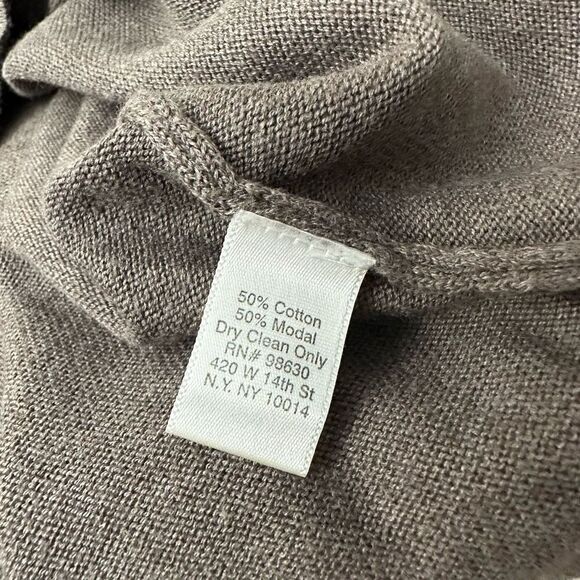 50% Cotton
50% Modal
Dry Clean Only
RN# 98630
420 W 14th St
N.Y. NY 10014